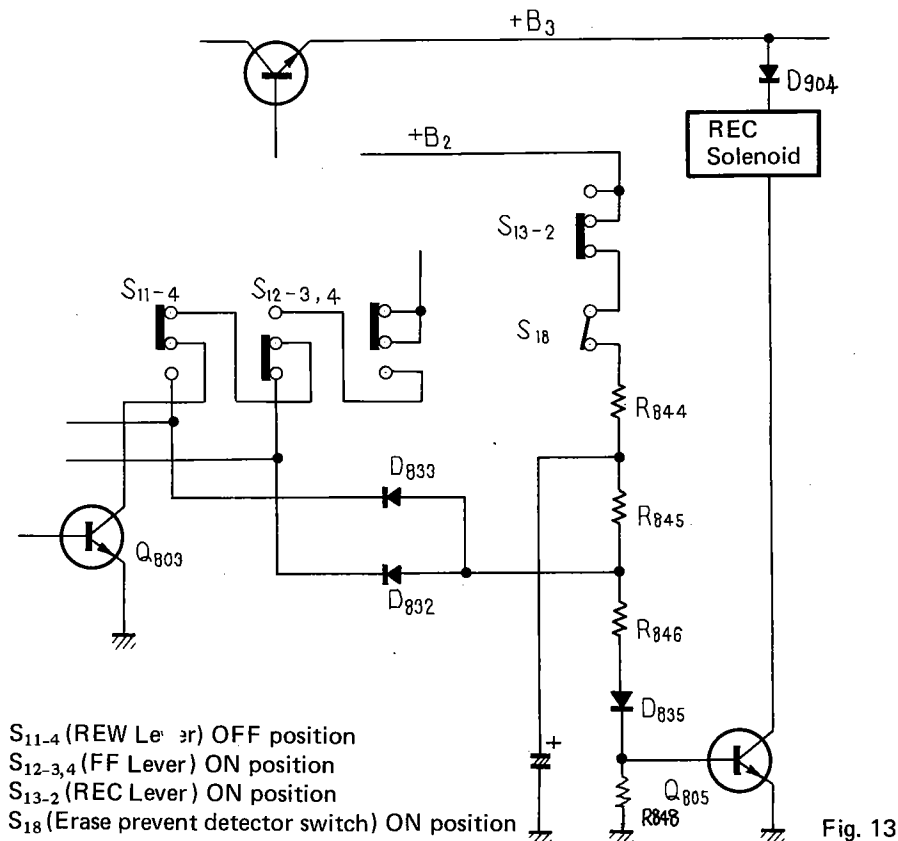 +B3
D904
REC
Solenoid
+B2
S13-2
S11-4
S12-3,4
S18
R844
D833
R845
Q803
D832
R846
D835
+
Q805
R848
S11-4 (REW Le er) OFF position
S12-3,4 (FF Lever) ON position
S13-2 (REC Lever) ON position
S18 (Erase prevent detector switch) ON position
Fig. 13